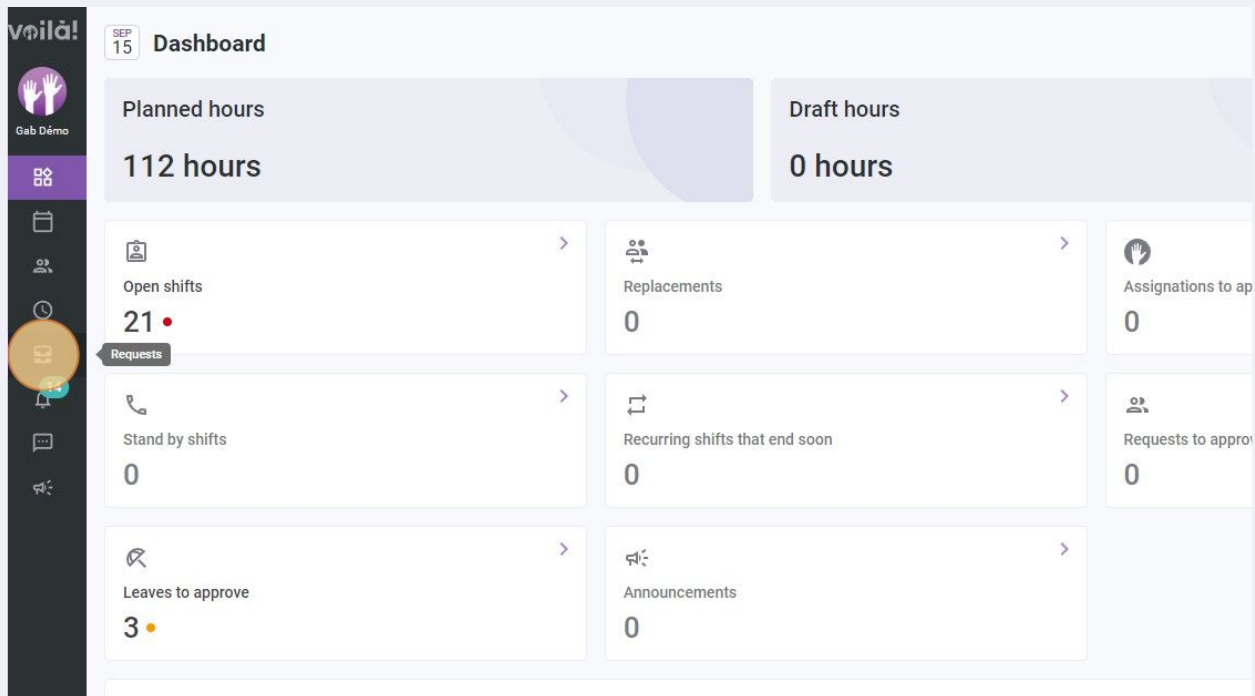 voilà!
SEP
15
Dashboard
Gab Démo
Planned hours
112 hours
Draft hours
0 hours
Open shifts
21
Replacements
0
Assignations to ap
0
Requests
14
Stand by shifts
0
Recurring shifts that end soon
0
Requests to appro
0
Leaves to approve
3
Announcements
0